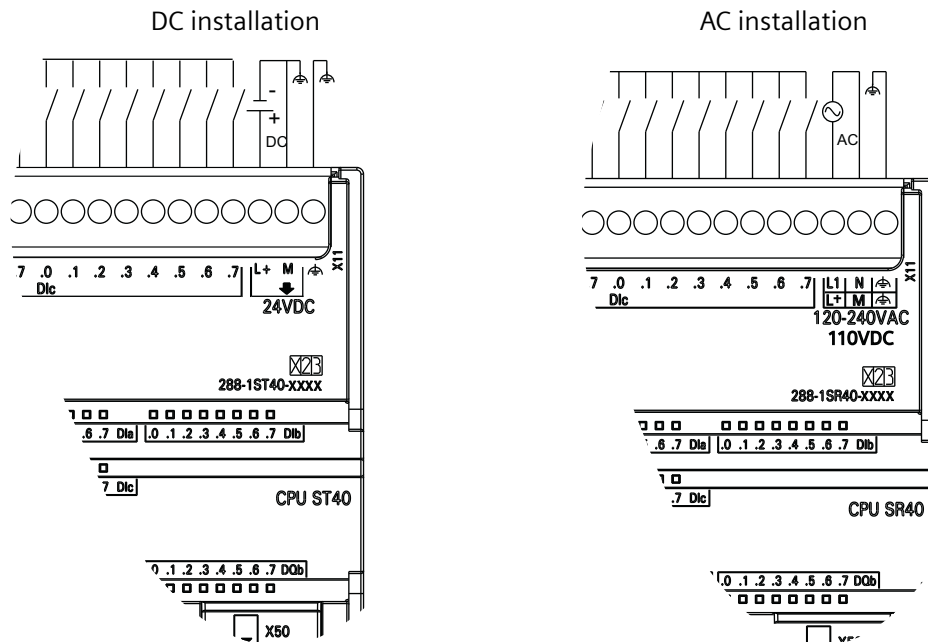 DC installation
-
+
DC
.7 .0 .1 .2 .3 .4 .5 .6 .7 L+ M
DIc
24VDC
X11
X23
288-1ST40-XXXX
.6 .7 DIa .0 .1 .2 .3 .4 .5 .6 .7 DIb
7 DIc
CPU ST40
.0 .1 .2 .3 .4 .5 .6 .7 DQb
X50
AC installation
AC
7 .0 .1 .2 .3 .4 .5 .6 .7 L1 N
DIc L+ M
120-240VAC
110VDC
X11
X23
288-1SR40-XXXX
.6 .7 DIa .0 .1 .2 .3 .4 .5 .6 .7 DIb
.7 DIc
CPU SR40
.0 .1 .2 .3 .4 .5 .6 .7 DQb